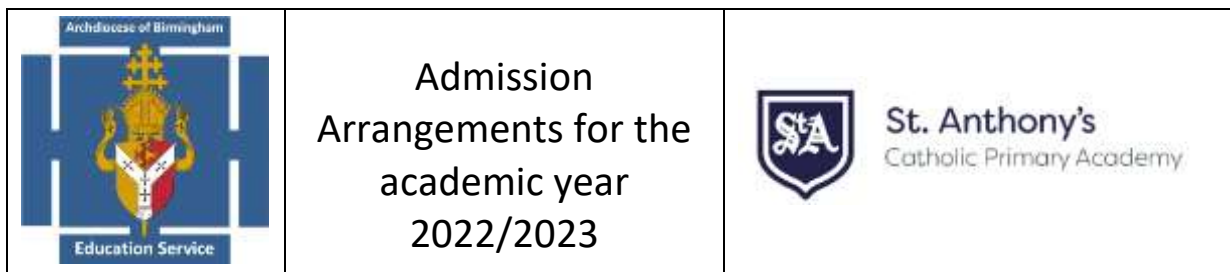 Archdiocese of Birmingham
Education Service
Admission
Arrangements for the
academic year
2022/2023
StA
St. Anthony's
Catholic Primary Academy